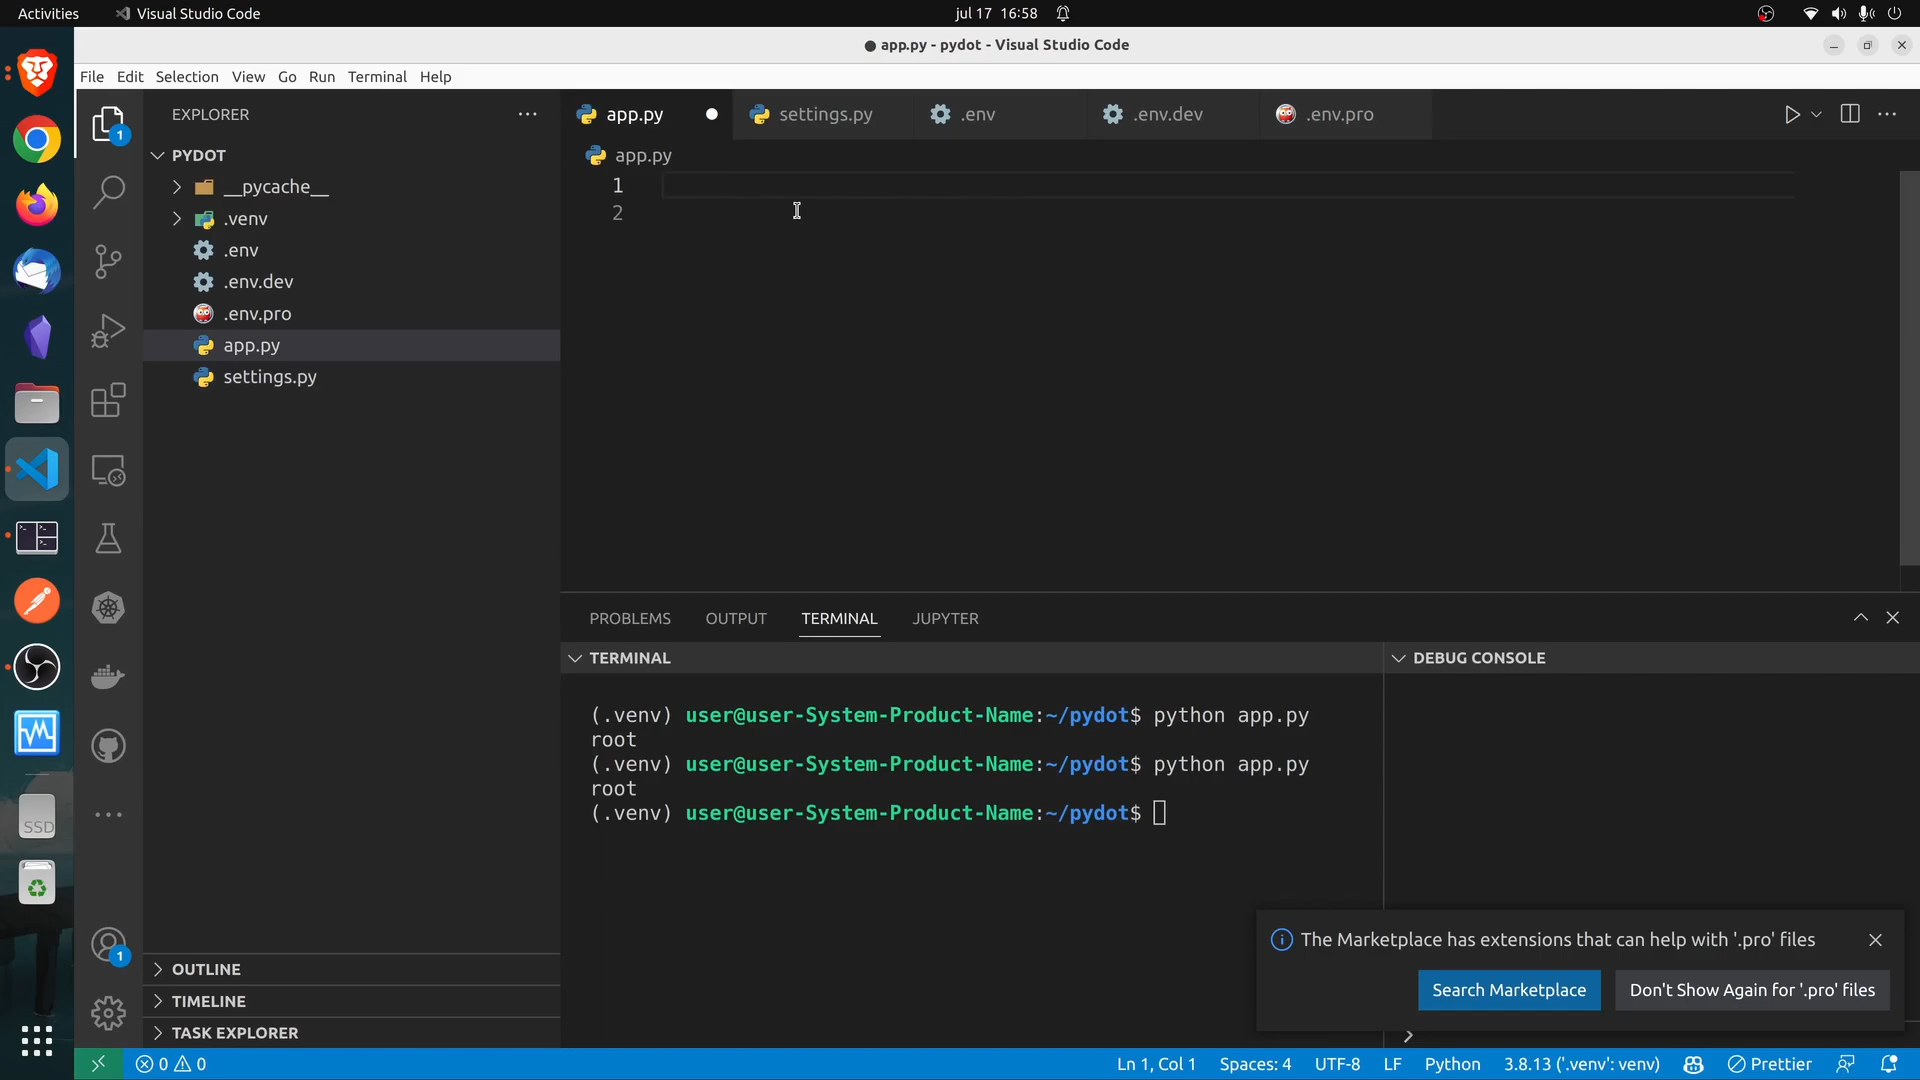 Activities
Visual Studio Code
jul 17 16:58
app.py - pydot - Visual Studio Code
File Edit Selection View Go Run Terminal Help
1
EXPLORER
app.py
settings.py
.env
.env.dev
.env.pro
PYDOT
__pycache__
.venv
.env
.env.dev
.env.pro
app.py
settings.py
app.py
1
2
PROBLEMS OUTPUT TERMINAL JUPYTER
TERMINAL
DEBUG CONSOLE
(.venv) user@user-System-Product-Name:~/pydot$ python app.py
root
(.venv) user@user-System-Product-Name:~/pydot$ python app.py
root
(.venv) user@user-System-Product-Name:~/pydot$
SSD
1
OUTLINE
TIMELINE
TASK EXPLORER
The Marketplace has extensions that can help with '.pro' files
Search Marketplace
Don't Show Again for '.pro' files
0 0
Ln 1, Col 1
Spaces: 4
UTF-8
LF
Python
3.8.13 ('.venv': venv)
Prettier